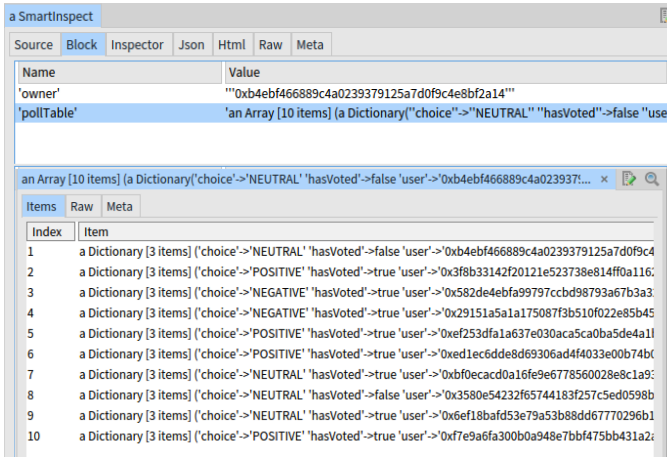 a SmartInspect
Source Block Inspector Json Html Raw Meta
Name Value
'owner' '''0xb4ebf466889c4a0239379125a7d0f9c4e8bf2a14'''
'pollTable' 'an Array [10 items] (a Dictionary(''choice''->''NEUTRAL'' ''hasVoted''->false ''use
an Array [10 items] (a Dictionary('choice'->'NEUTRAL' 'hasVoted'->false 'user'->'0xb4ebf466889c4a023937!... ×
Items Raw Meta
Index Item
1 a Dictionary [3 items] ('choice'->'NEUTRAL' 'hasVoted'->false 'user'->'0xb4ebf466889c4a0239379125a7d0f9c4
2 a Dictionary [3 items] ('choice'->'POSITIVE' 'hasVoted'->true 'user'->'0x3f8b33142f20121e523738e814ff0a116
3 a Dictionary [3 items] ('choice'->'NEGATIVE' 'hasVoted'->true 'user'->'0x582de4ebfa99797ccbd98793a67b3a3
4 a Dictionary [3 items] ('choice'->'NEGATIVE' 'hasVoted'->true 'user'->'0x29151a5a1a175087f3b510f022e85b45
5 a Dictionary [3 items] ('choice'->'POSITIVE' 'hasVoted'->true 'user'->'0xef253dfa1a637e030aca5ca0ba5de4a1
6 a Dictionary [3 items] ('choice'->'POSITIVE' 'hasVoted'->true 'user'->'0xed1ec6dde8d69306ad4f4033e00b74b
7 a Dictionary [3 items] ('choice'->'NEUTRAL' 'hasVoted'->true 'user'->'0xbf0ecacd0a16fe9e6778560028e8c1a9
8 a Dictionary [3 items] ('choice'->'NEUTRAL' 'hasVoted'->false 'user'->'0x3580e54232f65744183f257c5ed0598b
9 a Dictionary [3 items] ('choice'->'NEUTRAL' 'hasVoted'->true 'user'->'0x6ef18bafd53e79a53b88dd67770296b1
10 a Dictionary [3 items] ('choice'->'POSITIVE' 'hasVoted'->true 'user'->'0xf7e9a6fa300b0a948e7bbf475bb431a2